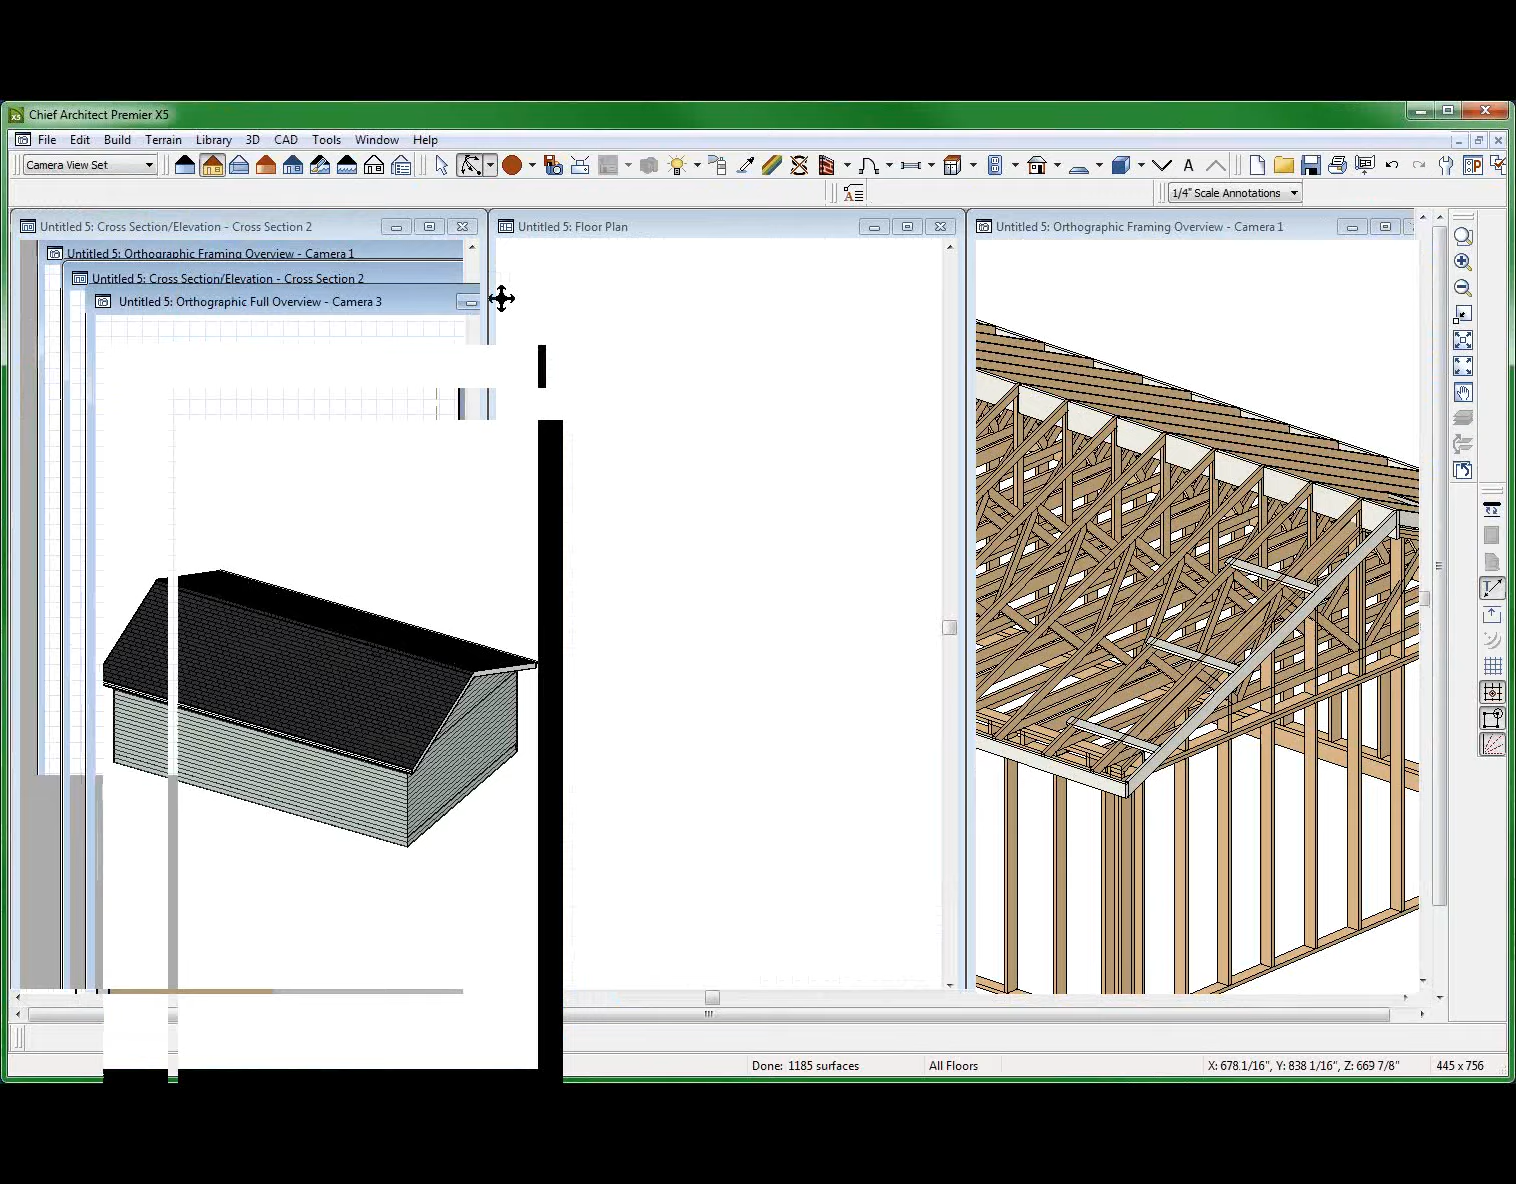 Chief Architect Premier X5
File Edit Build Terrain Library 3D CAD Tools Window Help
Camera View Set
A
1/4" Scale Annotations
Untitled 5: Cross Section/Elevation - Cross Section 2
Untitled 5: Floor Plan
Untitled 5: Orthographic Framing Overview - Camera 1
Untitled 5: Orthographic Framing Overview - Camera 1
Untitled 5: Cross Section/Elevation - Cross Section 2
Untitled 5: Orthographic Full Overview - Camera 3
Done: 1185 surfaces
All Floors
X: 678 1/16", Y: 838 1/16", Z: 669 7/8"
445 x 756